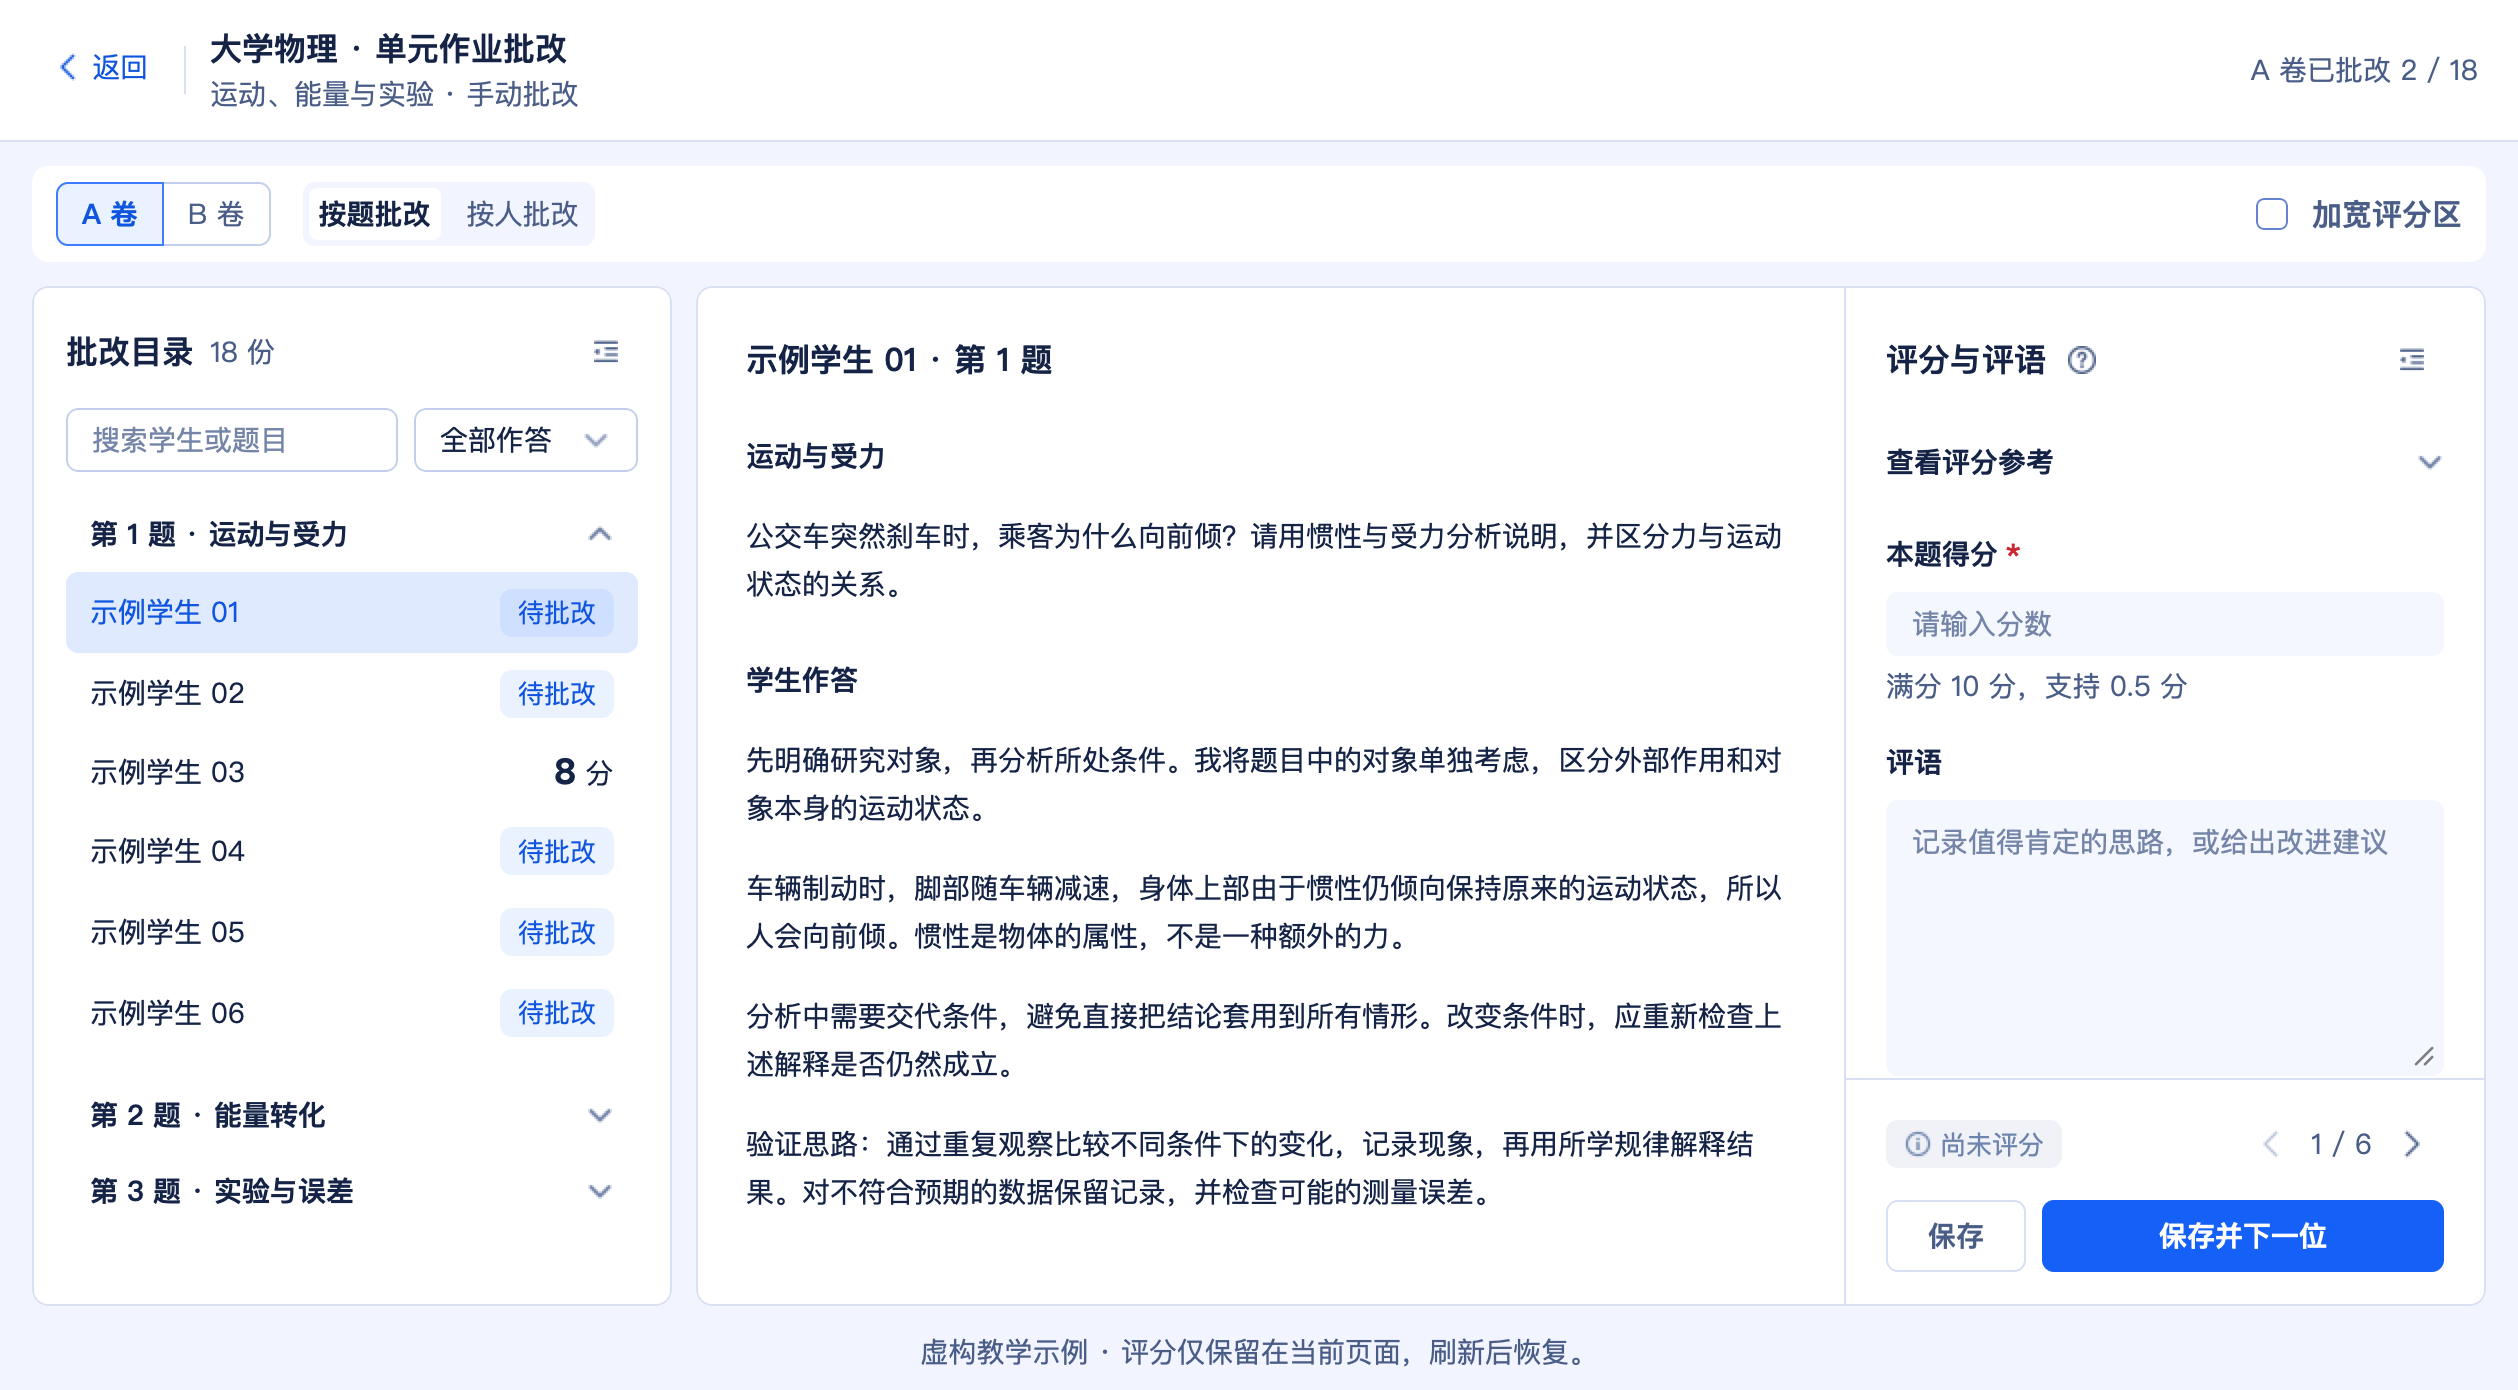 返回
大学物理 · 单元作业批改
运动、能量与实验 · 手动批改
A 卷已批改 2 / 18
A 卷
B 卷
按题批改
按人批改
加宽评分区
批改目录 18 份
搜索学生或题目
全部作答
第 1 题 · 运动与受力
示例学生 01 待批改
示例学生 02 待批改
示例学生 03 8 分
示例学生 04 待批改
示例学生 05 待批改
示例学生 06 待批改
第 2 题 · 能量转化
第 3 题 · 实验与误差
示例学生 01 · 第 1 题
运动与受力
公交车突然刹车时，乘客为什么向前倾？请用惯性与受力分析说明，并区分力与运动
状态的关系。
学生作答
先明确研究对象，再分析所处条件。我将题目中的对象单独考虑，区分外部作用和对
象本身的运动状态。
车辆制动时，脚部随车辆减速，身体上部由于惯性仍倾向保持原来的运动状态，所以
人会向前倾。惯性是物体的属性，不是一种额外的力。
分析中需要交代条件，避免直接把结论套用到所有情形。改变条件时，应重新检查上
述解释是否仍然成立。
验证思路：通过重复观察比较不同条件下的变化，记录现象，再用所学规律解释结
果。对不符合预期的数据保留记录，并检查可能的测量误差。
评分与评语
查看评分参考
本题得分 *
请输入分数
满分 10 分，支持 0.5 分
评语
记录值得肯定的思路，或给出改进建议
尚未评分
1 / 6
保存
保存并下一位
虚构教学示例 · 评分仅保留在当前页面，刷新后恢复。